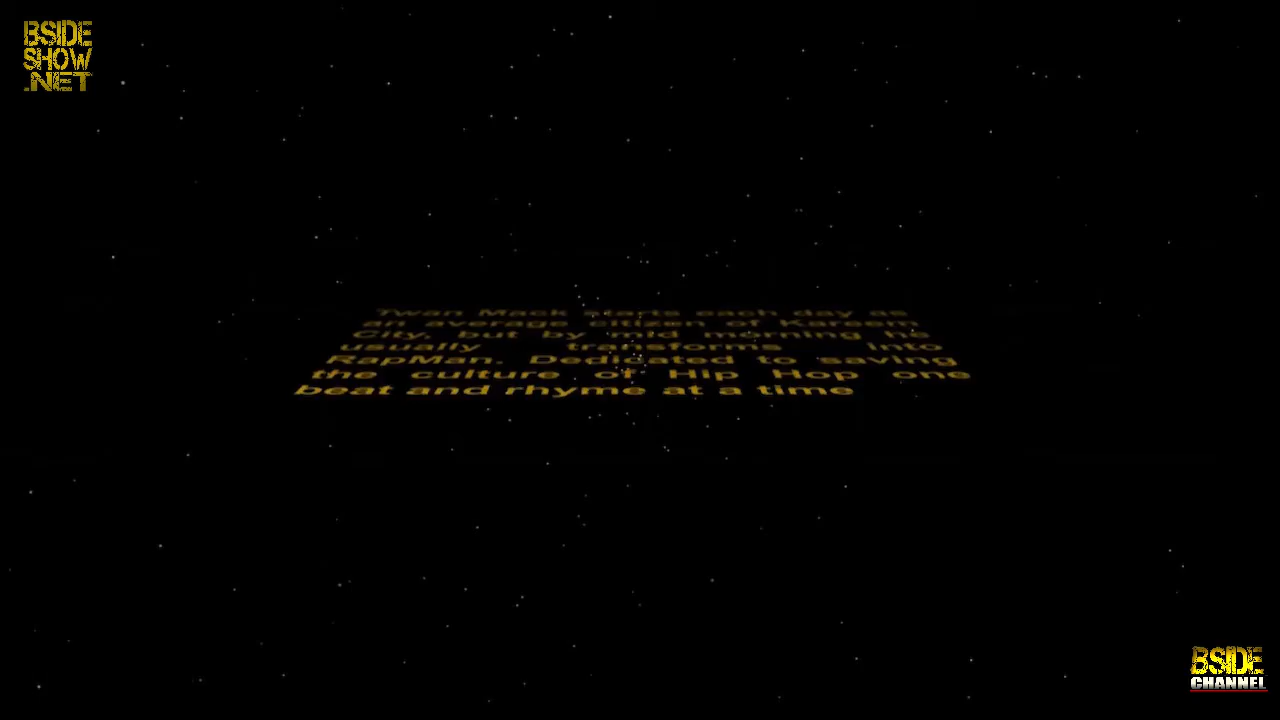 BSIDE
SHOW
.NET
Twan Mack starts each day as
an average citizen of Kareem
City, but by mid morning he
usually transforms into
RapMan. Dedicated to saving
the culture of Hip Hop one
beat and rhyme at a time
BSIDE
CHANNEL